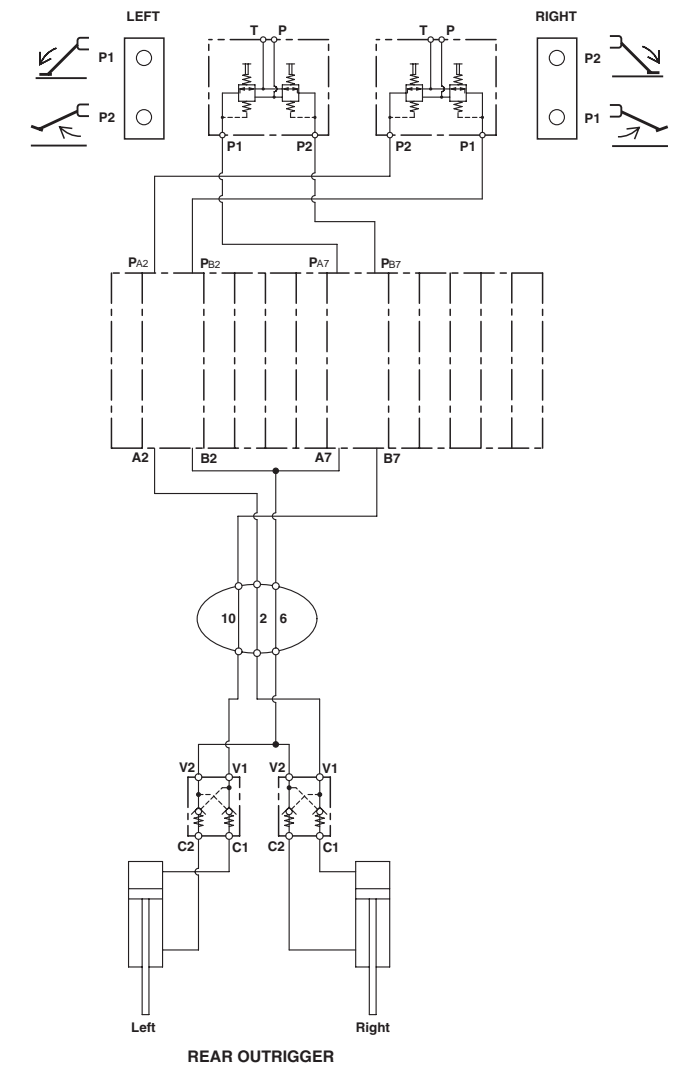 LEFT
RIGHT
T P
T P
P1
P2
P2
P1
P1 P2
P2 P1
PA2 PB2 PA7 PB7
A2 B2 A7 B7
10 2 6
V2 V1 V2 V1
C2 C1 C2 C1
Left Right
REAR OUTRIGGER